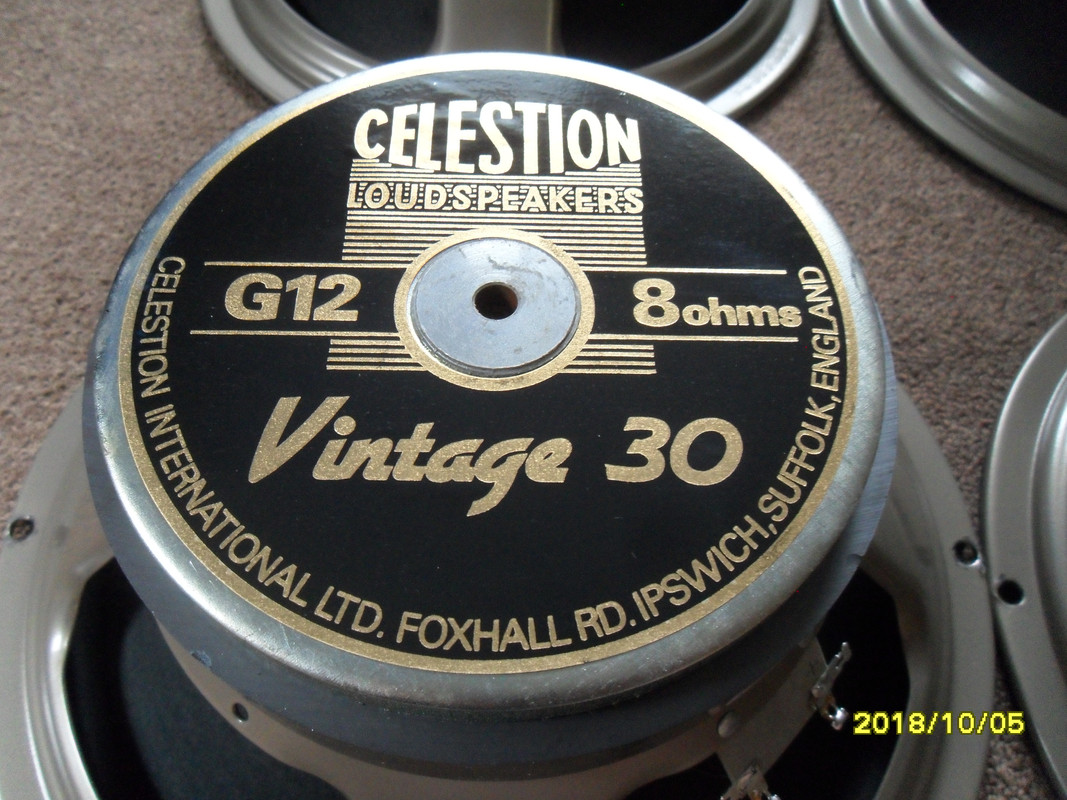 CELESTION
LOUDSPEAKERS
G12 8ohms
Vintage 30
CELESTION INTERNATIONAL LTD. FOXHALL RD. IPSWICH, SUFFOLK, ENGLAND
2018/10/05